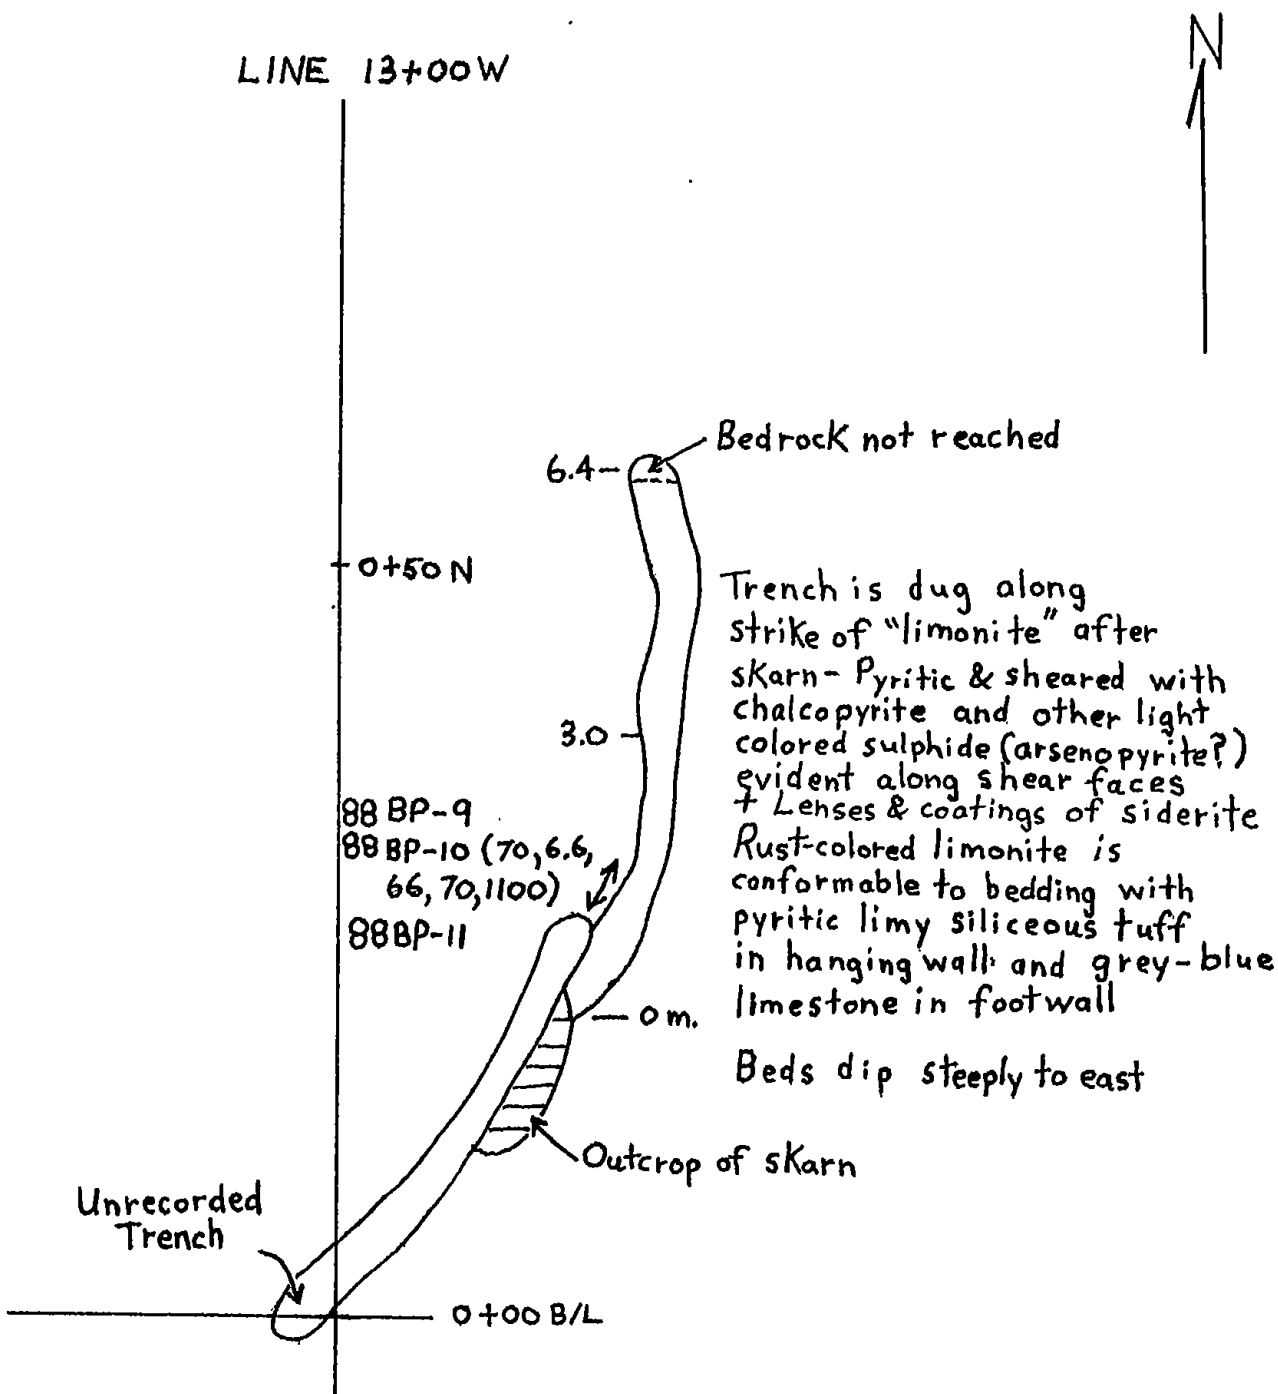 LINE 13+00W
N
Bedrock not reached
6.4
0+50 N
Trench is dug along
strike of "limonite" after
skarn - Pyritic & sheared with
chalcopyrite and other light
colored sulphide (arsenopyrite?)
evident along shear faces
+ Lenses & coatings of siderite
Rust-colored limonite is
conformable to bedding with
pyritic limy siliceous tuff
in hanging wall and grey-blue
limestone in footwall
Beds dip steeply to east
3.0
88 BP-9
88 BP-10 (70, 6.6,
66, 70, 1100)
88BP-11
0 m.
Outcrop of skarn
Unrecorded
Trench
0+00 B/L